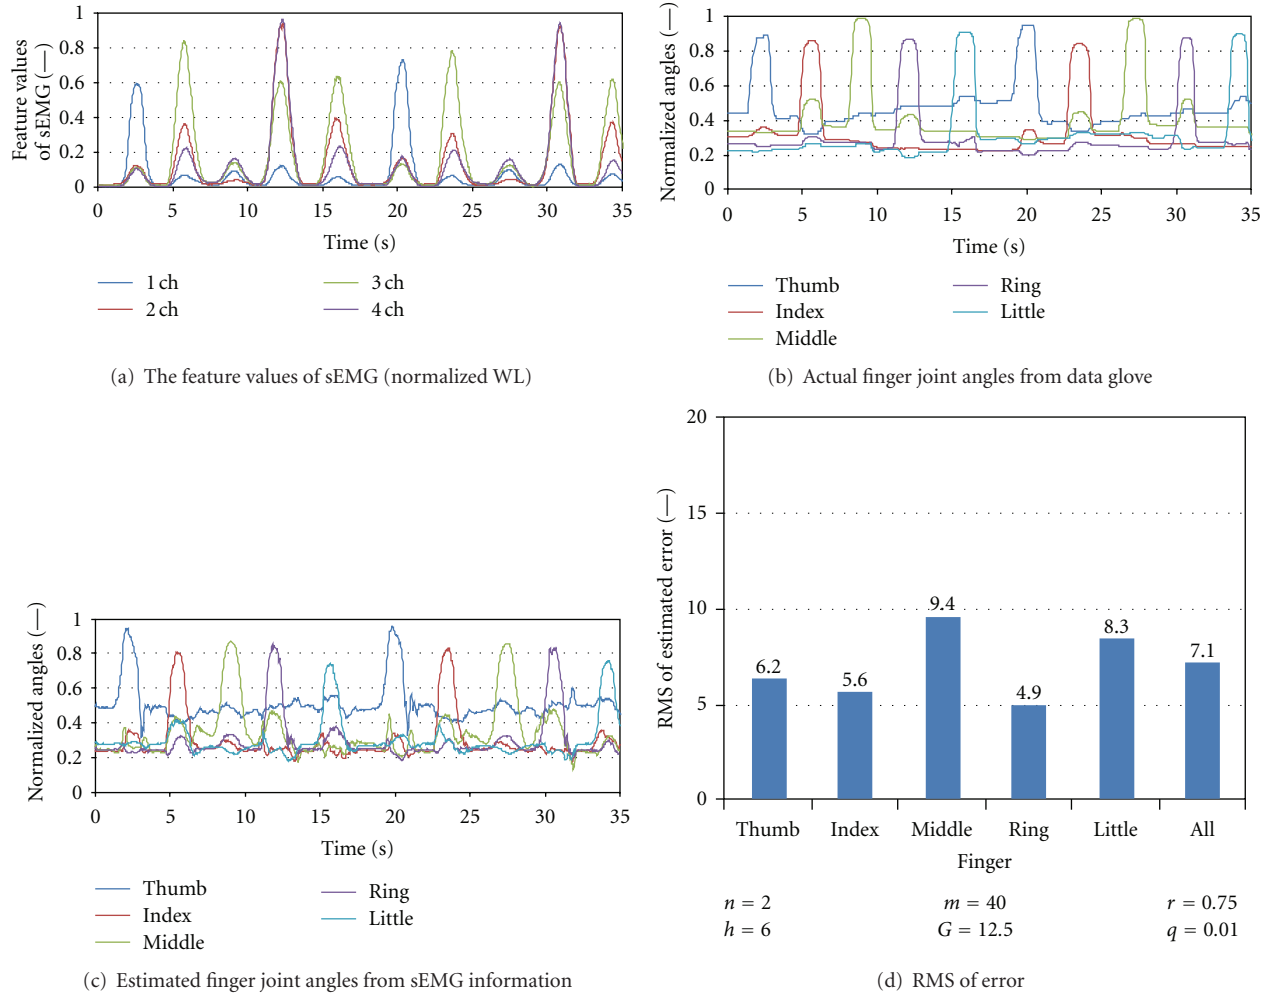 1
0.8
0.6
0.4
0.2
0
Feature values
of sEMG (—)
0 5 10 15 20 25 30 35
Time (s)
1 ch
3 ch
2 ch
4 ch
(a) The feature values of sEMG (normalized WL)
1
0.8
0.6
0.4
0.2
0
Normalized angles (—)
0 5 10 15 20 25 30 35
Time (s)
Thumb
Ring
Index
Little
Middle
(b) Actual finger joint angles from data glove
1
0.8
0.6
0.4
0.2
0
Normalized angles (—)
0 5 10 15 20 25 30 35
Time (s)
Thumb
Ring
Index
Little
Middle
(c) Estimated finger joint angles from sEMG information
20
15
10
5
0
RMS of estimated error (—)
6.2
5.6
9.4
4.9
8.3
7.1
Thumb Index Middle Ring Little All
Finger
n = 2 m = 40 r = 0.75
h = 6 G = 12.5 q = 0.01
(d) RMS of error